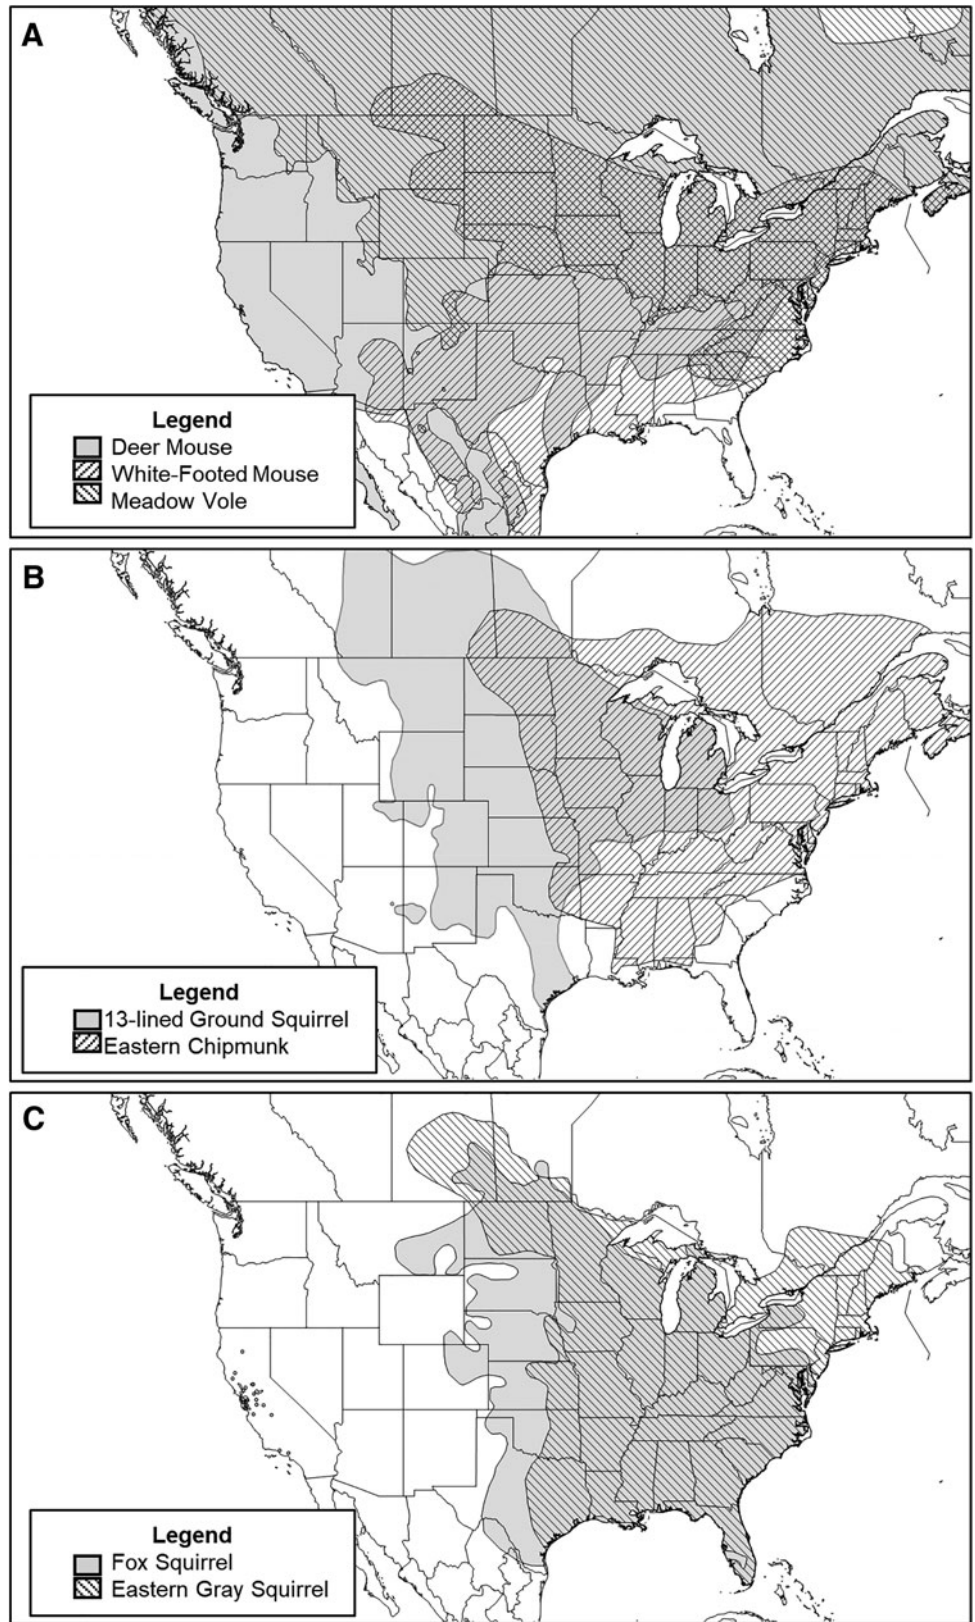 A
Legend
Deer Mouse
White-Footed Mouse
Meadow Vole
B
Legend
13-lined Ground Squirrel
Eastern Chipmunk
C
Legend
Fox Squirrel
Eastern Gray Squirrel